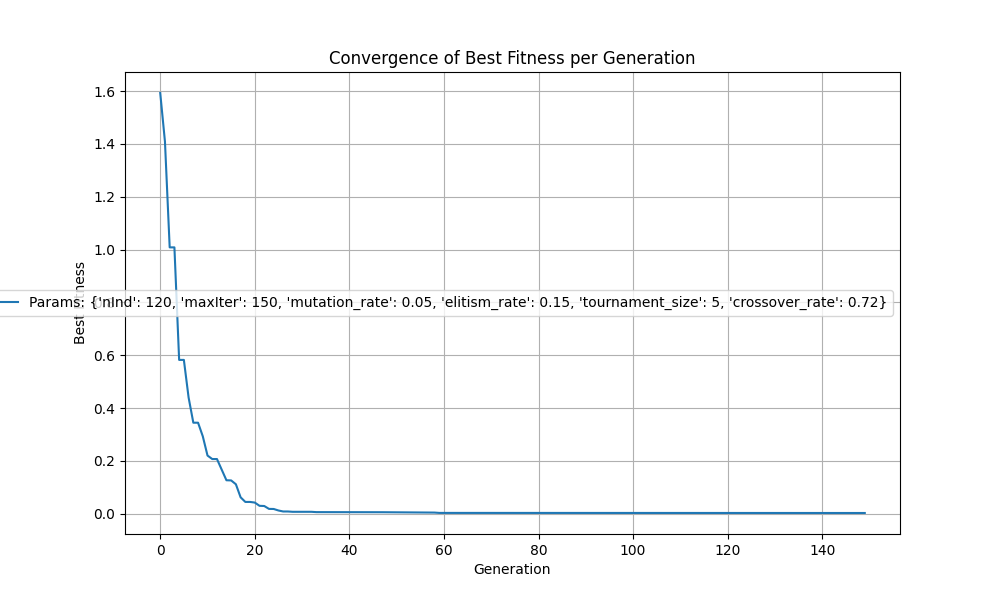 Convergence of Best Fitness per Generation
1.6
1.4
1.2
1.0
Params: {'nInd': 120, 'maxIter': 150, 'mutation_rate': 0.05, 'elitism_rate': 0.15, 'tournament_size': 5, 'crossover_rate': 0.72}
0.6
0.4
0.2
0.0
0 20 40 60 80 100 120 140
Generation